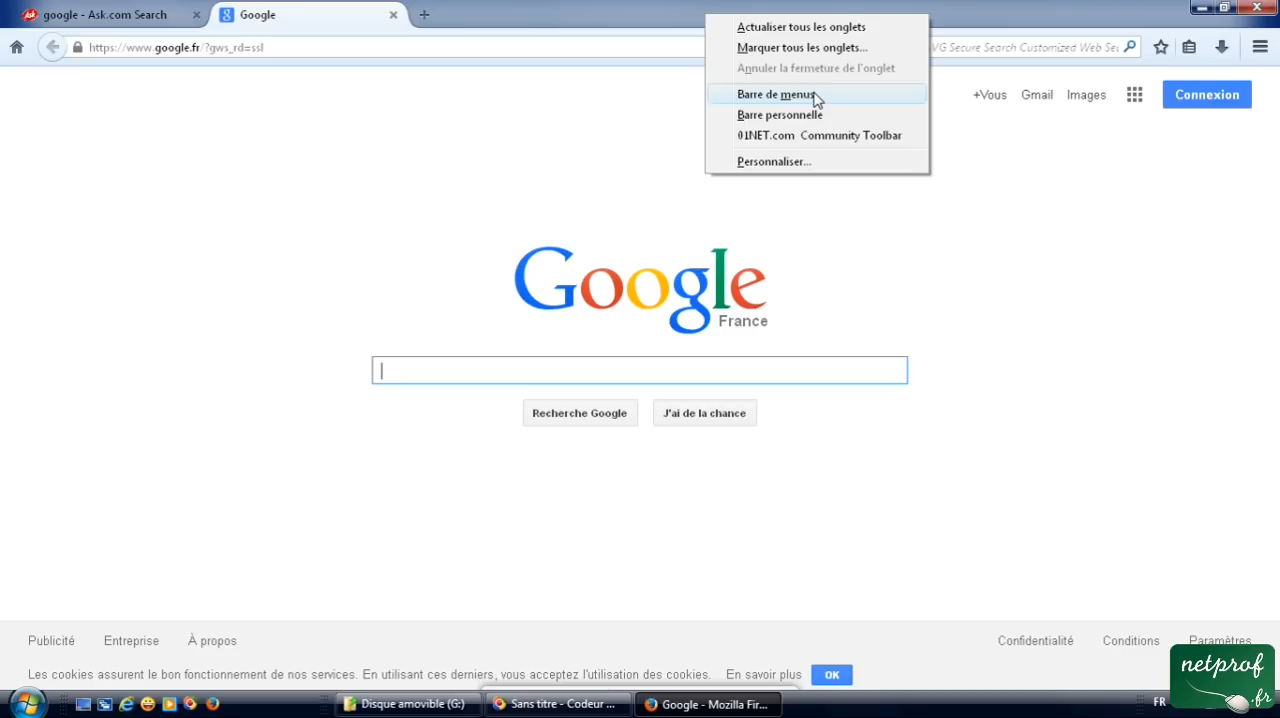 google - Ask.com Search
Google
https://www.google.fr/?gws_rd=ssl
VG Secure Search Customized Web Sec
Actualiser tous les onglets
Marquer tous les onglets...
Annuler la fermeture de l'onglet
Barre de menus
Barre personnelle
01NET.com Community Toolbar
Personnaliser...
+Vous Gmail Images Connexion
Google
France
Recherche Google J'ai de la chance
Publicité Entreprise À propos Confidentialité Conditions Paramètres
Les cookies assurent le bon fonctionnement de nos services. En utilisant ces derniers, vous acceptez l'utilisation des cookies. En savoir plus OK
Disque amovible (G:) Sans titre - Codeur ... Google - Mozilla Fir... FR
netprof
.fr